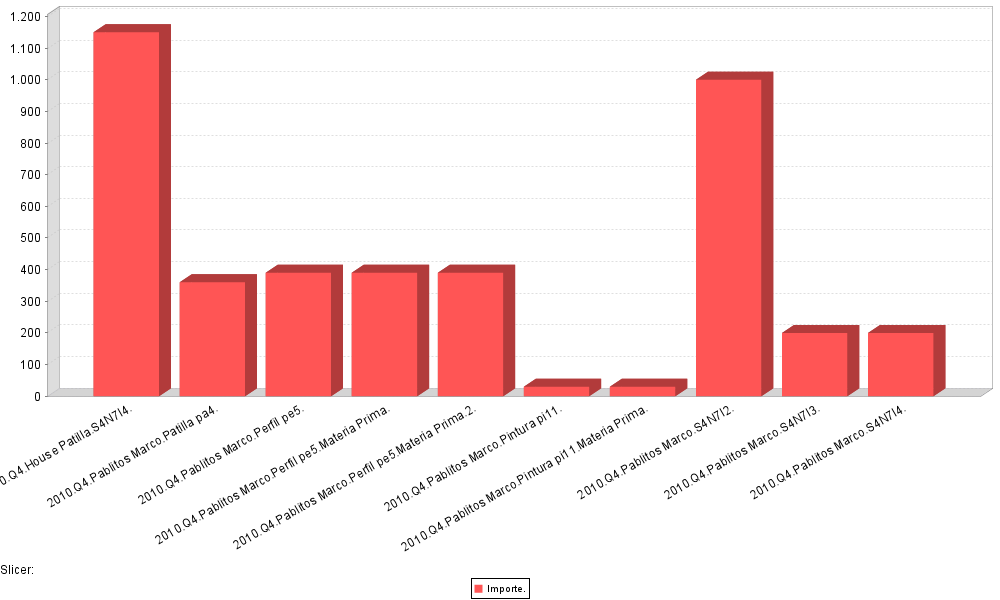 1.200
1.100
1.000
900
800
700
600
500
400
300
200
100
0
0.Q4.House Patilla.S4N7I4.
2010.Q4.Pablitos Marco.Patilla pa4.
2010.Q4.Pablitos Marco.Perfil pe5.
2010.Q4.Pablitos Marco.Perfil pe5.Materia Prima.
2010.Q4.Pablitos Marco.Perfil pe5.Materia Prima.2.
2010.Q4.Pablitos Marco.Pintura pi11.
2010.Q4.Pablitos Marco.Pintura pi11.Materia Prima.
2010.Q4.Pablitos Marco.S4N7I2.
2010.Q4.Pablitos Marco.S4N7I3.
2010.Q4.Pablitos Marco.S4N7I4.
Slicer:
Importe.